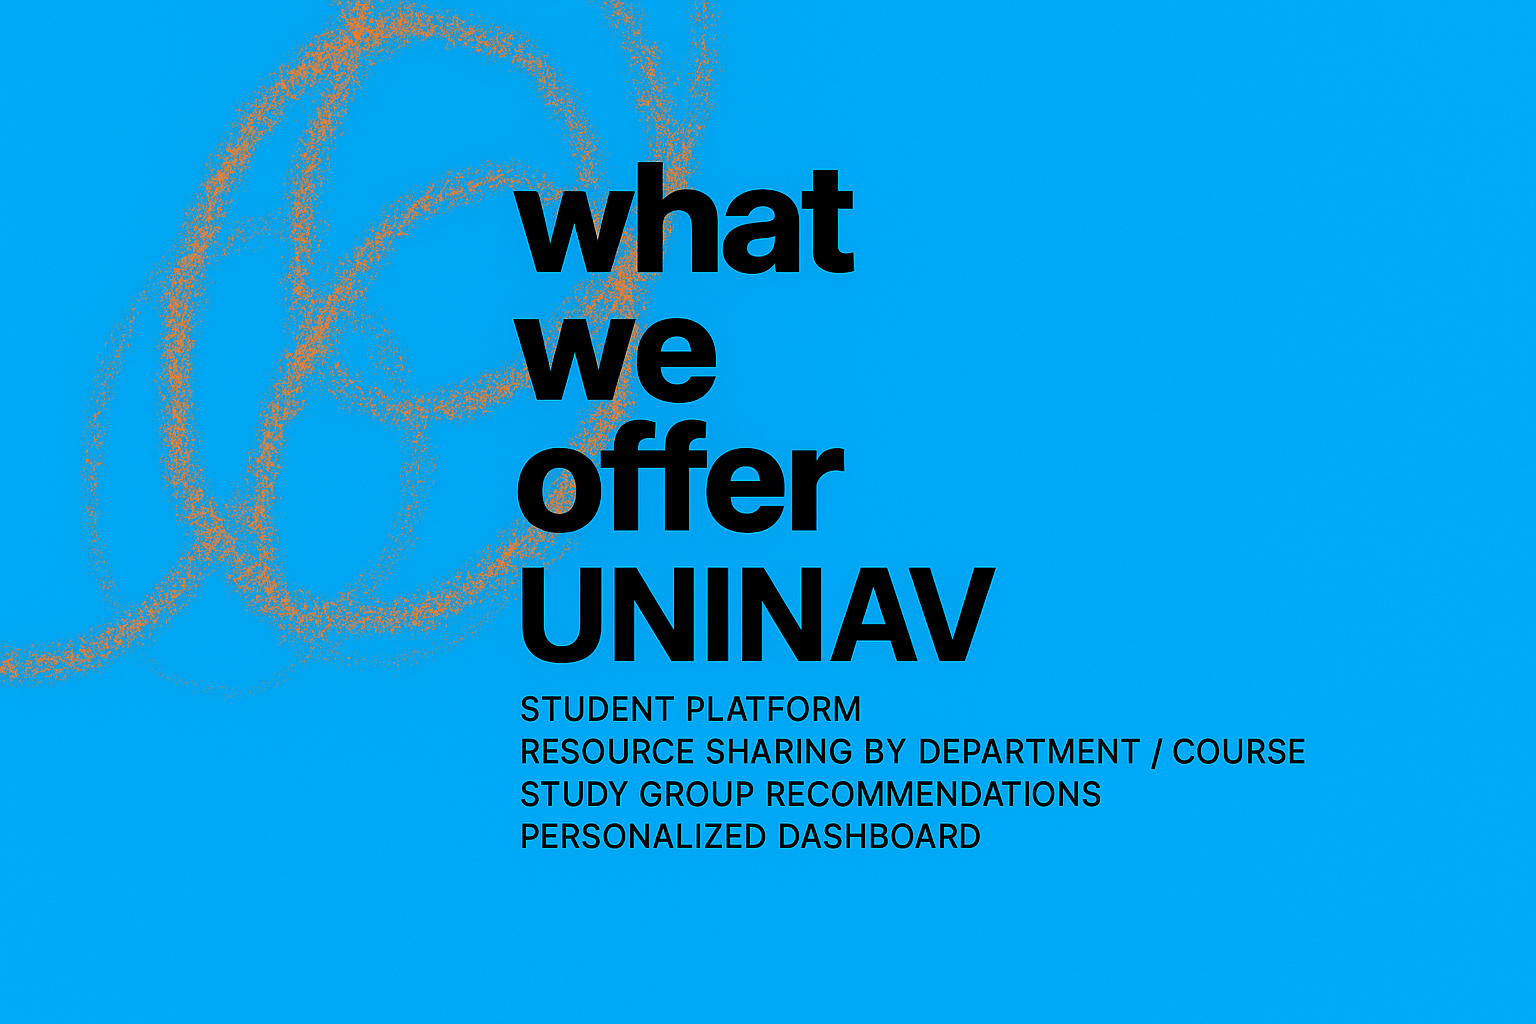 what
we
offer
UNINAV
STUDENT PLATFORM
RESOURCE SHARING BY DEPARTMENT / COURSE
STUDY GROUP RECOMMENDATIONS
PERSONALIZED DASHBOARD